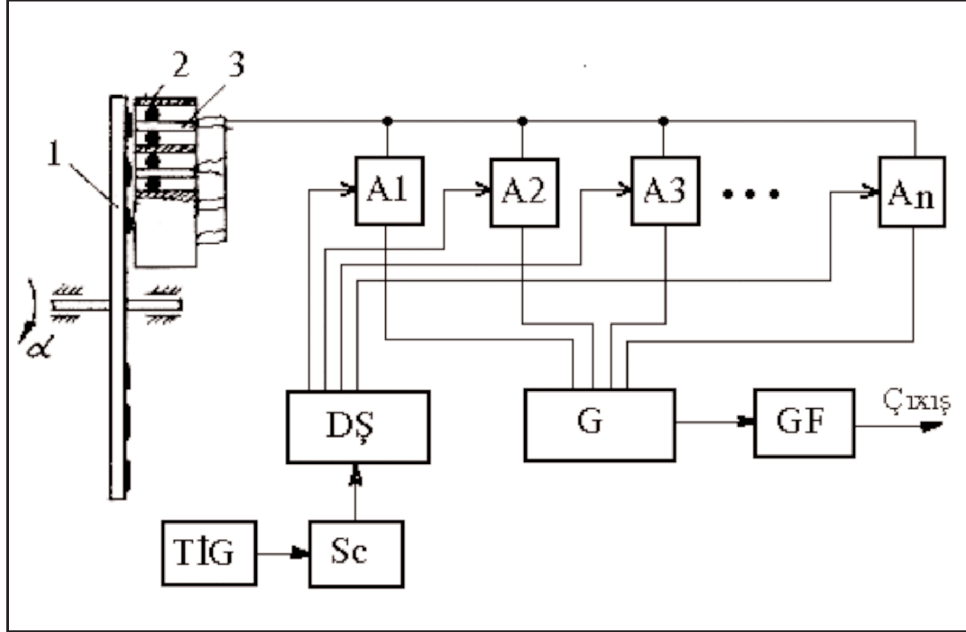 2
3
1
A1
A2
A3
• • •
An
α
DŞ
G
GF
Çıxış
TİG
Sc